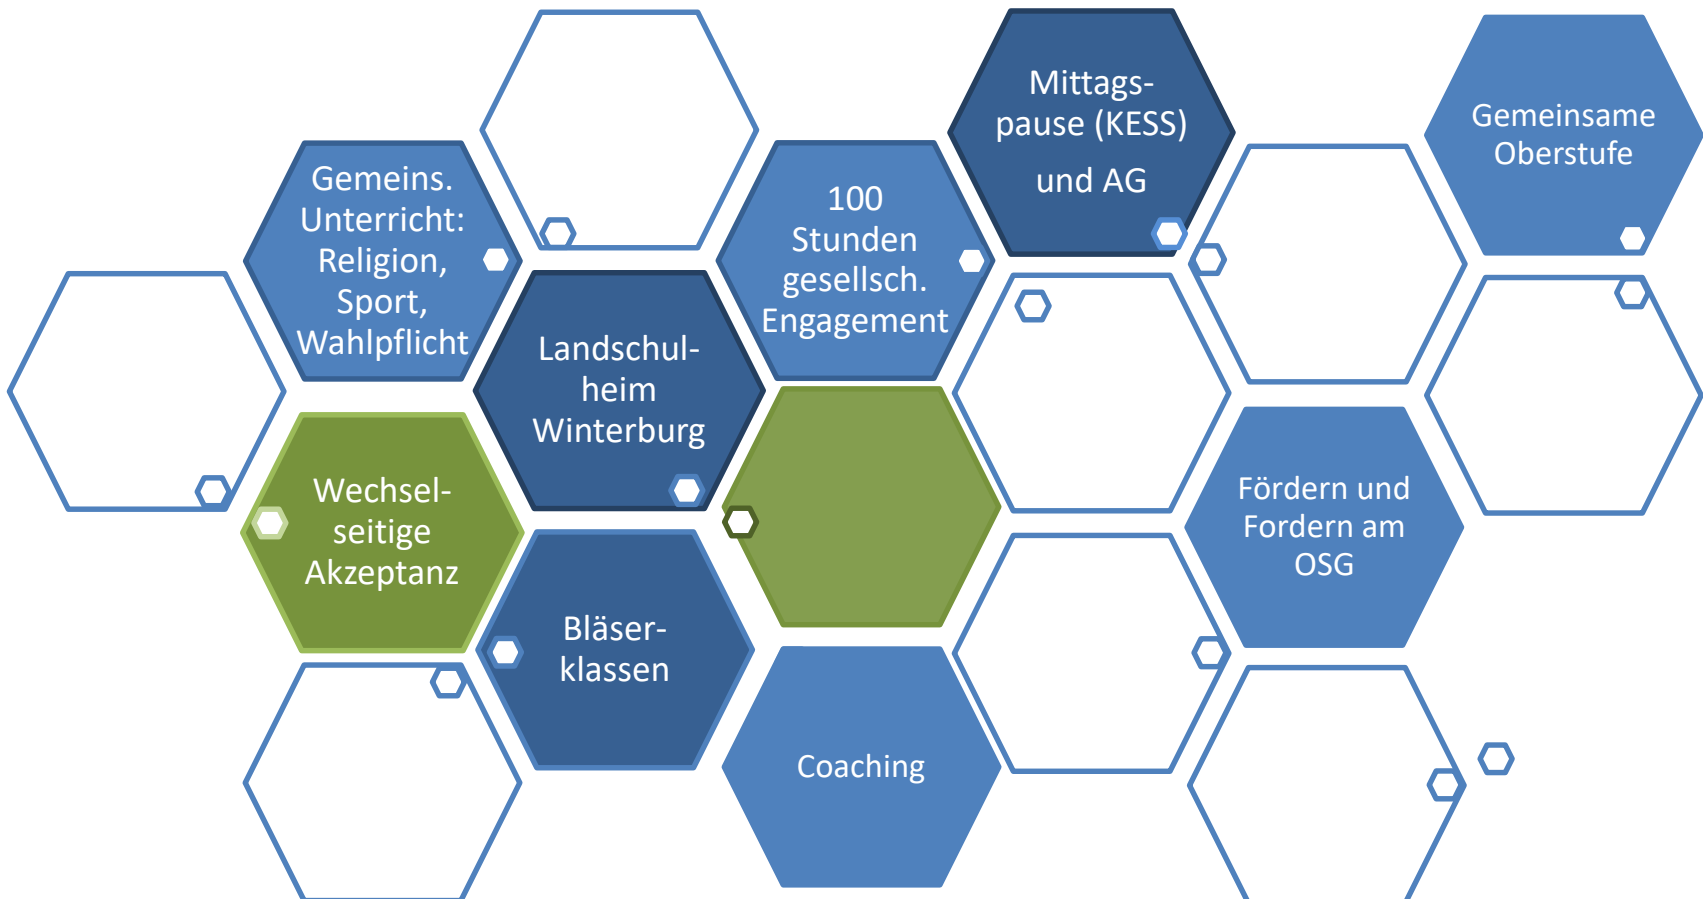 Mittags-
pause (KESS)
und AG
Gemeinsame
Oberstufe
Gemeins.
Unterricht:
Religion,
Sport,
Wahlpflicht
100
Stunden
gesellsch.
Engagement
Landschul-
heim
Winterburg
Wechsel-
seitige
Akzeptanz
Fördern und
Fordern am
OSG
Bläser-
klassen
Coaching